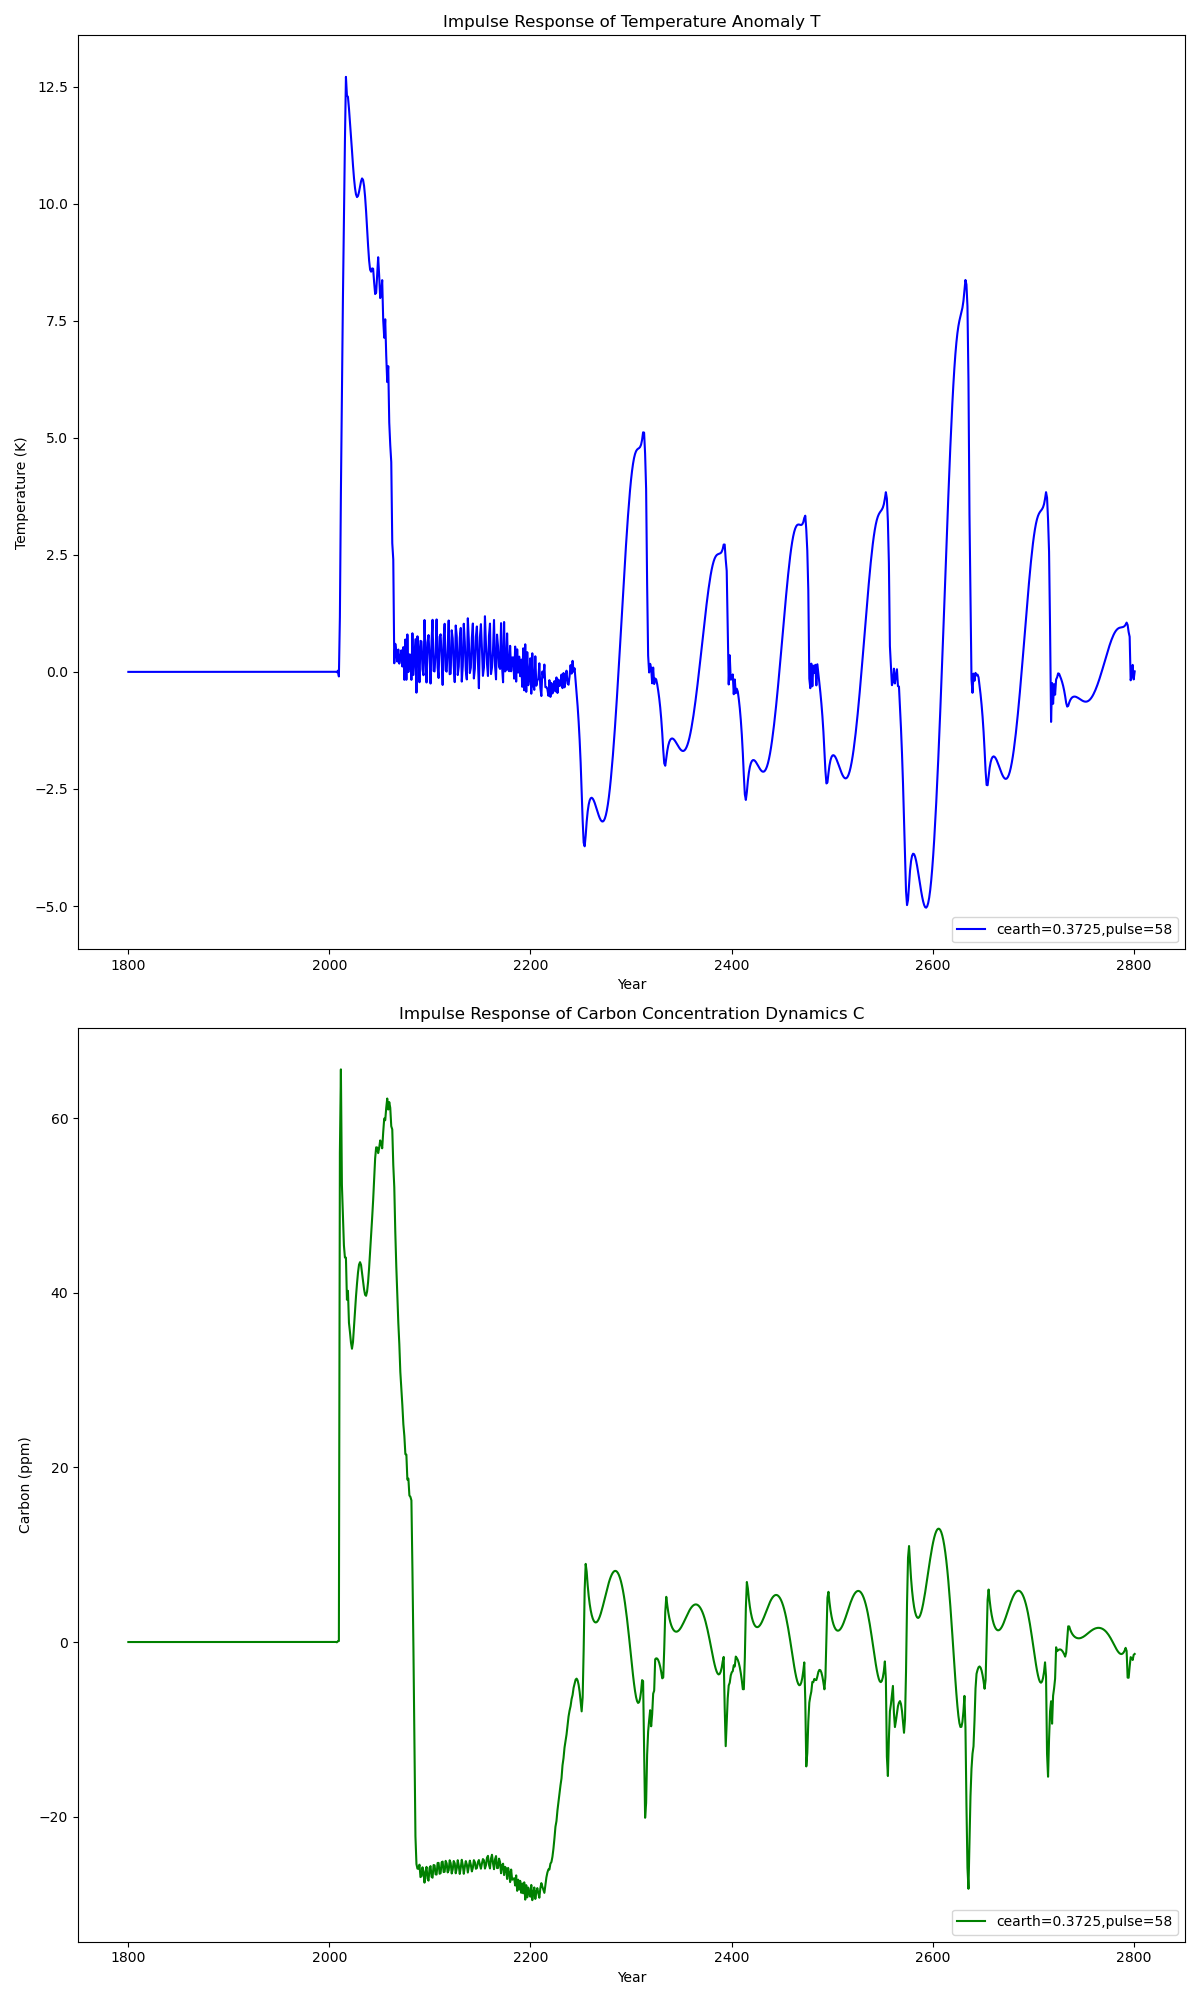 Impulse Response of Temperature Anomaly T
12.5
10.0
7.5
5.0
2.5
0.0
−2.5
−5.0
Temperature (K)
cearth=0.3725,pulse=58
1800 2000 2200 2400 2600 2800
Year
Impulse Response of Carbon Concentration Dynamics C
60
40
20
0
−20
Carbon (ppm)
cearth=0.3725,pulse=58
1800 2000 2200 2400 2600 2800
Year